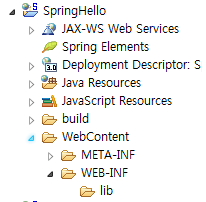 SpringHello
JAX-WS Web Services
Spring Elements
Deployment Descriptor: S
Java Resources
JavaScript Resources
build
WebContent
META-INF
WEB-INF
lib